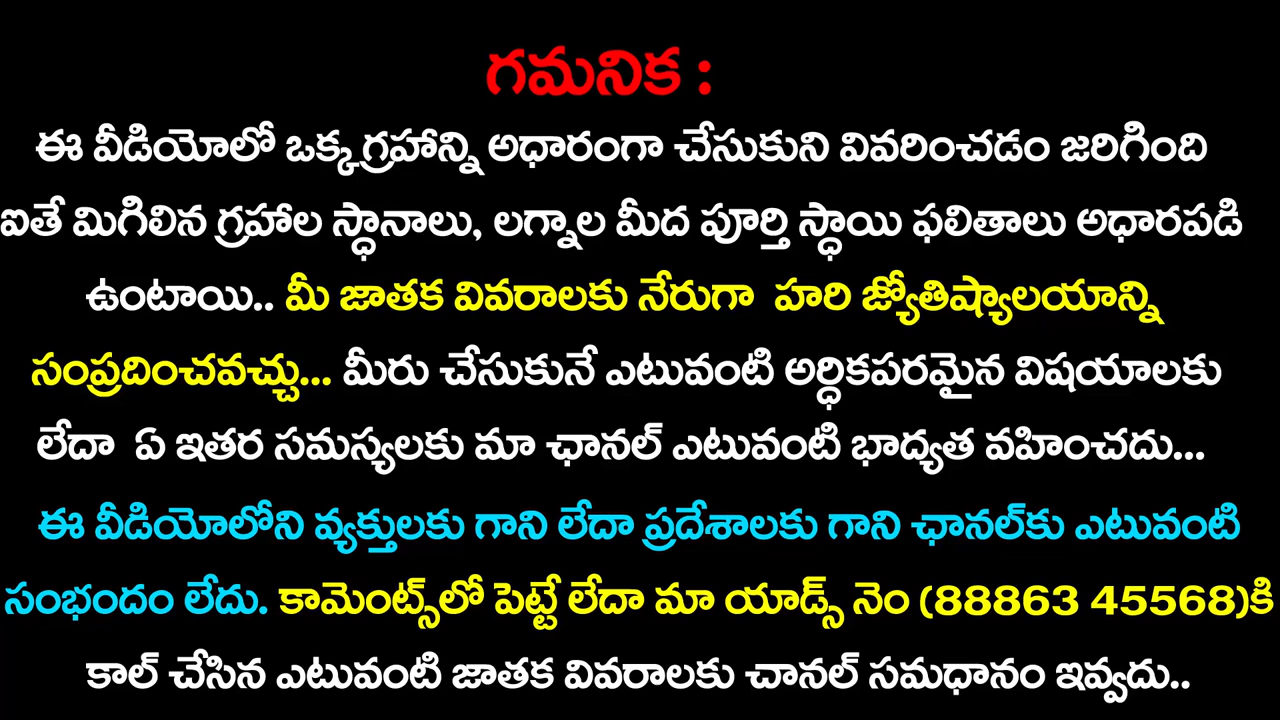 గమనిక :
ఈ వీడియోలో ఒక్కగ్రహాన్ని అధారంగా చేసుకుని వివరించడం జరిగింది
ఐతే మిగిలిన గ్రహాల స్ధానాలు, లగ్నాల మీద పూర్తి స్ధాయి ఫలితాలు అధారపడి
ఉంటాయి.. మీ జాతక వివరాలకు నేరుగా హరి జ్యోతిష్యాలయాన్ని
సంప్రదించవచ్చు... మీరు చేసుకునే ఎటువంటి అర్ధికపరమైన విషయాలకు
లేదా ఏ ఇతర సమస్యలకు మా ఛానల్ ఎటువంటి భాద్యత వహించదు...
ఈ వీడియోలోని వ్యక్తులకు గాని లేదా ప్రదేశాలకు గాని ఛానల్‌కు ఎటువంటి
సంభందం లేదు. కామెంట్స్‌లో పెట్టే లేదా మా యాడ్స్ నెం (88863 45568)కి
కాల్ చేసిన ఎటువంటి జాతక వివరాలకు చానల్ సమధానం ఇవ్వదు..